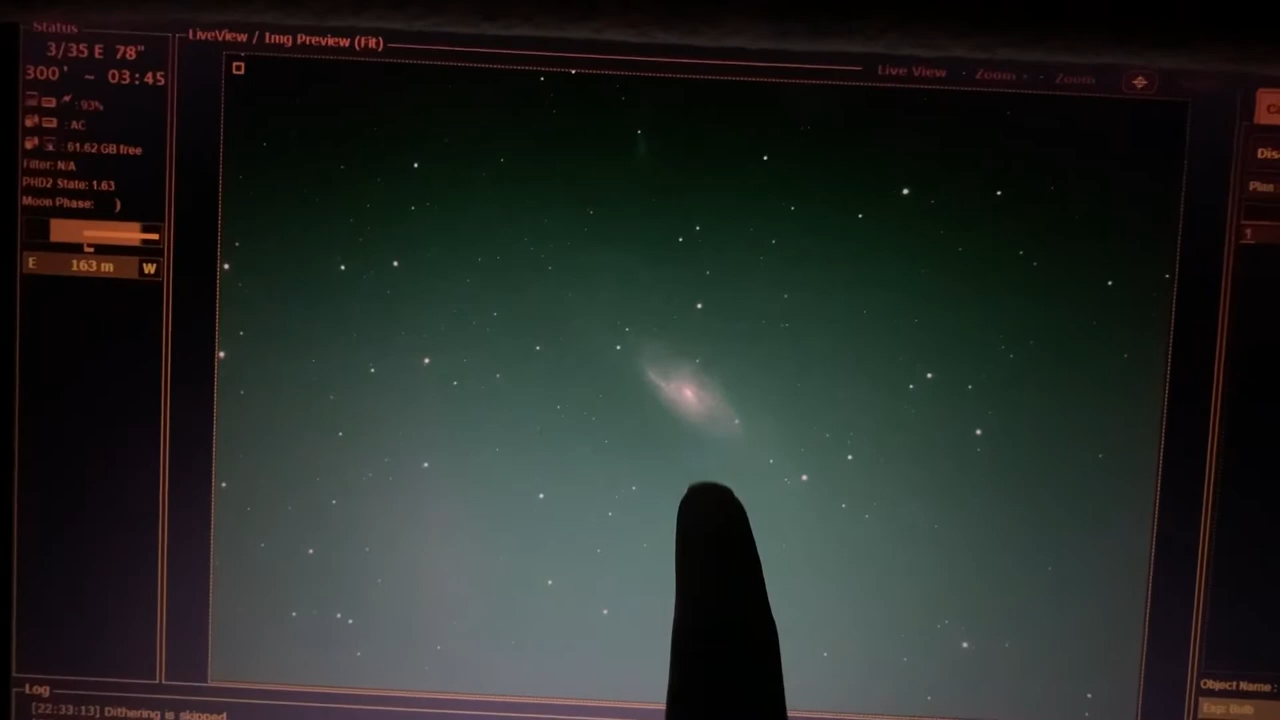 Status
3/35 E 78"
300' ~ 03:45
: 93%
: AC
: 61.62 GB free
Filter: N/A
PHD2 State: 1.63
Moon Phase: )
E 163 m W
LiveView / Img Preview (Fit)
Live View - Zoom + - Zoom
Dis
Plan
1
Object Name :
Exp: Bulb
Log
[22:33:13] Dithering is skipped